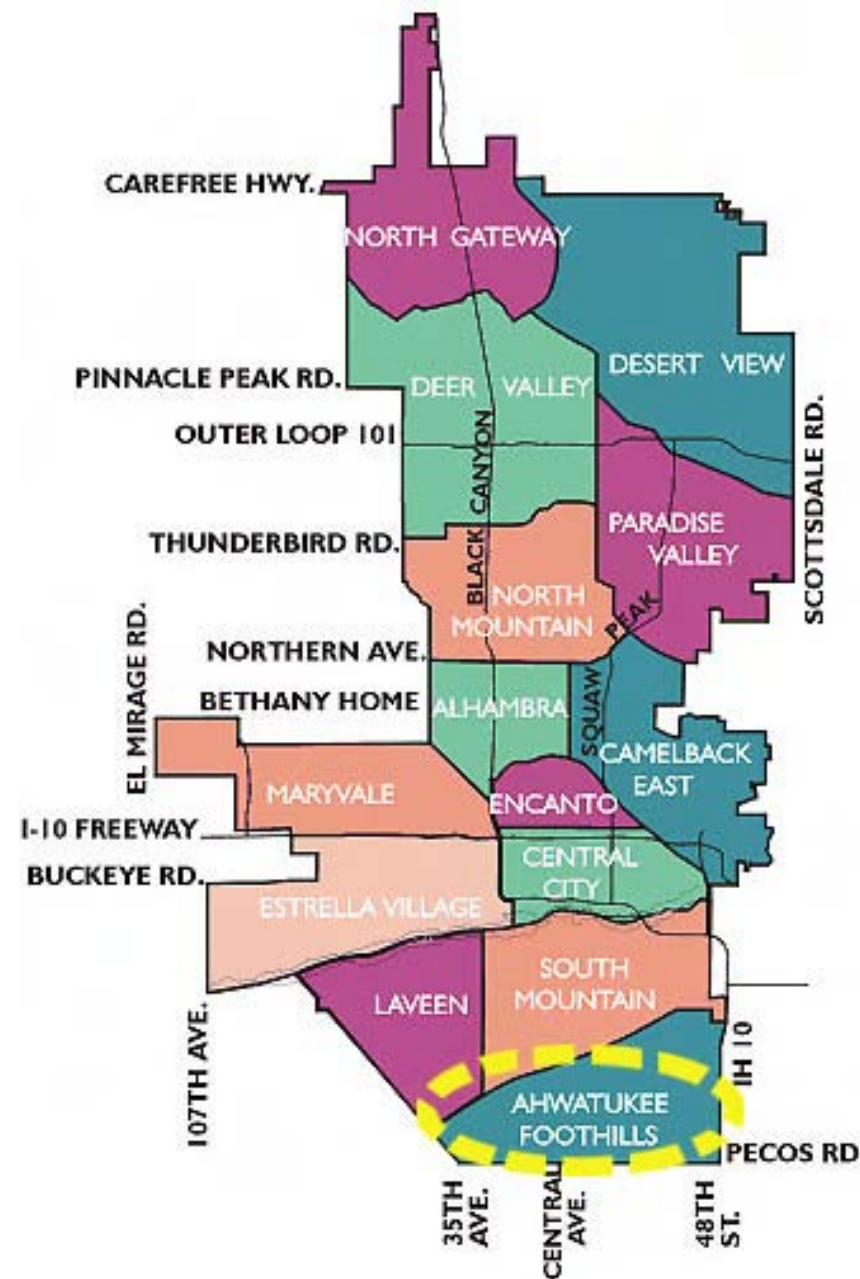 CAREFREE HWY.
NORTH GATEWAY
DESERT VIEW
PINNACLE PEAK RD.
DEER VALLEY
OUTER LOOP 101
BLACK CANYON
SCOTTSDALE RD.
PARADISE
VALLEY
THUNDERBIRD RD.
NORTH
MOUNTAIN
SQUAW PEAK
NORTHERN AVE.
BETHANY HOME
ALHAMBRA
EL MIRAGE RD.
CAMELBACK
EAST
MARYVALE
ENCANTO
I-10 FREEWAY
CENTRAL
CITY
BUCKEYE RD.
ESTRELLA VILLAGE
SOUTH
MOUNTAIN
LAVEEN
107TH AVE.
IH 10
AHWATUKEE
FOOTHILLS
PECOS RD
35TH
AVE.
CENTRAL
AVE.
48TH
ST.